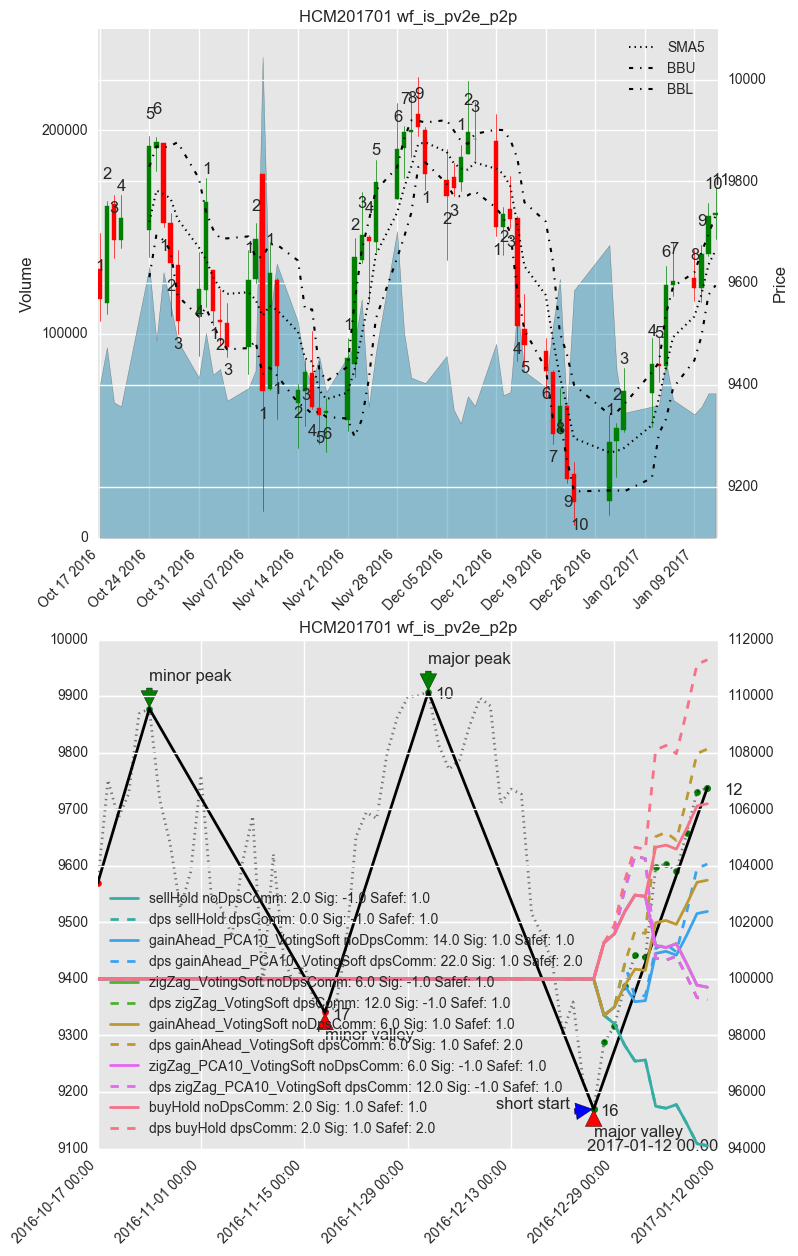 HCM201701 wf_is_pv2e_p2p
SMA5
BBU
BBL
Volume
Price
200000
100000
0
10000
9800
9600
9400
9200
Oct 17 2016
Oct 24 2016
Oct 31 2016
Nov 07 2016
Nov 14 2016
Nov 21 2016
Nov 28 2016
Dec 05 2016
Dec 12 2016
Dec 19 2016
Dec 26 2016
Jan 02 2017
Jan 09 2017
HCM201701 wf_is_pv2e_p2p
10000
9900
9800
9700
9600
9500
9400
9300
9200
9100
112000
110000
108000
106000
104000
102000
100000
98000
96000
94000
minor peak
major peak
10
12
17
minor valley
short start
16
major valley
2017-01-12 00:00
sellHold noDpsComm: 2.0 Sig: -1.0 Safef: 1.0
dps sellHold dpsComm: 0.0 Sig: -1.0 Safef: 1.0
gainAhead_PCA10_VotingSoft noDpsComm: 14.0 Sig: 1.0 Safef: 1.0
dps gainAhead_PCA10_VotingSoft dpsComm: 22.0 Sig: 1.0 Safef: 2.0
zigZag_VotingSoft noDpsComm: 6.0 Sig: -1.0 Safef: 1.0
dps zigZag_VotingSoft dpsComm: 12.0 Sig: -1.0 Safef: 1.0
gainAhead_VotingSoft noDpsComm: 6.0 Sig: 1.0 Safef: 1.0
dps gainAhead_VotingSoft dpsComm: 6.0 Sig: 1.0 Safef: 2.0
zigZag_PCA10_VotingSoft noDpsComm: 6.0 Sig: -1.0 Safef: 1.0
dps zigZag_PCA10_VotingSoft dpsComm: 12.0 Sig: -1.0 Safef: 1.0
buyHold noDpsComm: 2.0 Sig: 1.0 Safef: 1.0
dps buyHold dpsComm: 2.0 Sig: 1.0 Safef: 2.0
2016-10-17 00:00
2016-11-01 00:00
2016-11-15 00:00
2016-11-29 00:00
2016-12-13 00:00
2016-12-29 00:00
2017-01-12 00:00